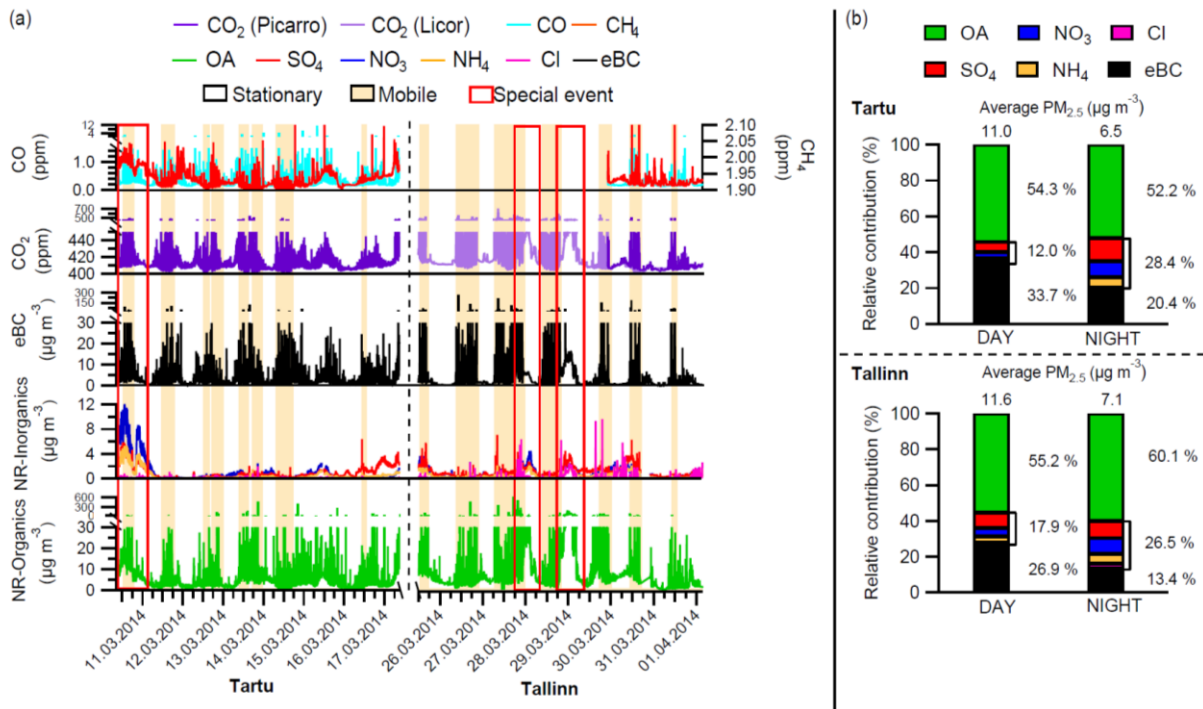 (a)
CO₂ (Picarro) CO₂ (Licor) CO CH₄
OA SO₄ NO₃ NH₄ Cl eBC
Stationary Mobile Special event
CO
(ppm)
12
4
1.0
0.0
2.10
2.05
2.00
1.95
1.90
CH₄
(ppm)
CO₂
(ppm)
700
500
440
420
400
eBC
(µg m⁻³)
300
150
30
20
10
0
NR-Inorganics
(µg m⁻³)
12
8
4
0
NR-Organics
(µg m⁻³)
600
300
30
20
10
0
11.03.2014
12.03.2014
13.03.2014
14.03.2014
15.03.2014
16.03.2014
17.03.2014
26.03.2014
27.03.2014
28.03.2014
29.03.2014
30.03.2014
01.04.2014
Tartu
Tallinn
(b)
OA NO₃ Cl
SO₄ NH₄ eBC
Tartu
Average PM₂.₅ (µg m⁻³)
11.0 6.5
Relative contribution (%)
100
80
60
40
20
0
54.3 %
12.0 %
33.7 %
52.2 %
28.4 %
20.4 %
DAY NIGHT
Tallinn
Average PM₂.₅ (µg m⁻³)
11.6 7.1
Relative contribution (%)
100
80
60
40
20
0
55.2 %
17.9 %
26.9 %
60.1 %
26.5 %
13.4 %
DAY NIGHT